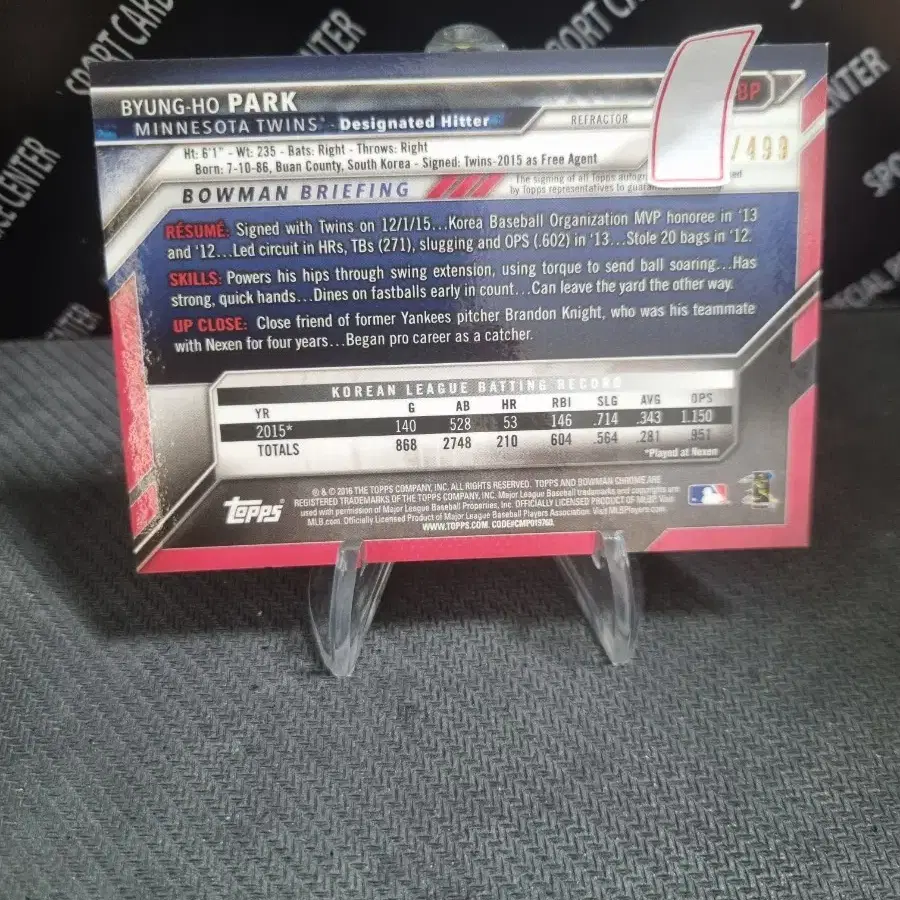 SPORT CARD
SPORT CARD
CENTER
BYUNG-HO PARK
BP
MINNESOTA TWINS - Designated Hitter
REFRACTOR
/499
Ht: 6'1" - Wt: 235 - Bats: Right - Throws: Right
Born: 7-10-86, Buan County, South Korea - Signed: Twins-2015 as Free Agent
The signing of all Topps
by Topps representatives to
BOWMAN BRIEFING
RÉSUMÉ: Signed with Twins on 12/1/15...Korea Baseball Organization MVP honoree in '13
and '12...Led circuit in HRs, TBs (271), slugging and OPS (.602) in '13...Stole 20 bags in '12.
SKILLS: Powers his hips through swing extension, using torque to send ball soaring...Has
strong, quick hands...Dines on fastballs early in count...Can leave the yard the other way.
UP CLOSE: Close friend of former Yankees pitcher Brandon Knight, who was his teammate
with Nexen for four years...Began pro career as a catcher.
KOREAN LEAGUE BATTING RECORD
YR G AB HR RBI SLG AVG OPS
2015* 140 528 53 146 .714 .343 1.150
TOTALS 868 2748 210 604 .564 .281 .951
*Played at Nexen
Topps
® & © 2016 THE TOPPS COMPANY, INC. ALL RIGHTS RESERVED. TOPPS AND BOWMAN CHROME ARE
REGISTERED TRADEMARKS OF THE TOPPS COMPANY, INC. Major League Baseball trademarks and copyrights are
used with permission of Major League Baseball Properties, Inc. OFFICIALLY LICENSED PRODUCT OF MLBP. Visit
MLB.com. Officially Licensed Product of Major League Baseball Players Association. Visit MLBPlayers.com
WWW.TOPPS.COM. CODE#CMP019760.